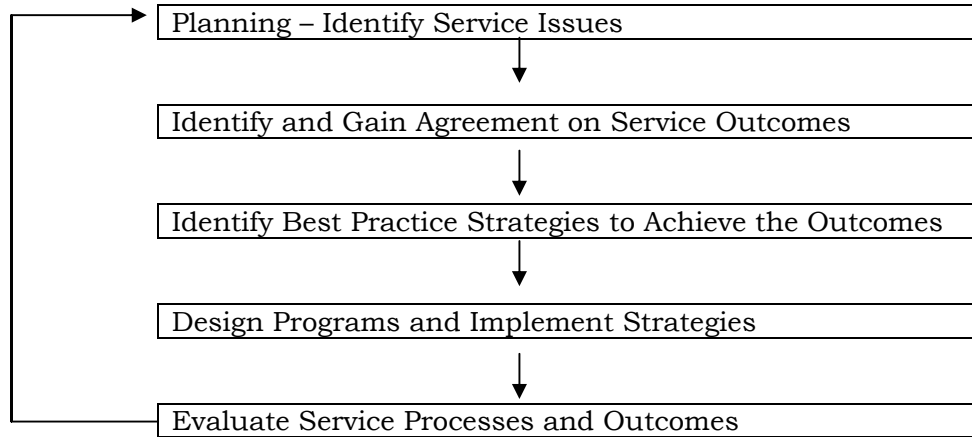 Planning – Identify Service Issues
Identify and Gain Agreement on Service Outcomes
Identify Best Practice Strategies to Achieve the Outcomes
Design Programs and Implement Strategies
Evaluate Service Processes and Outcomes